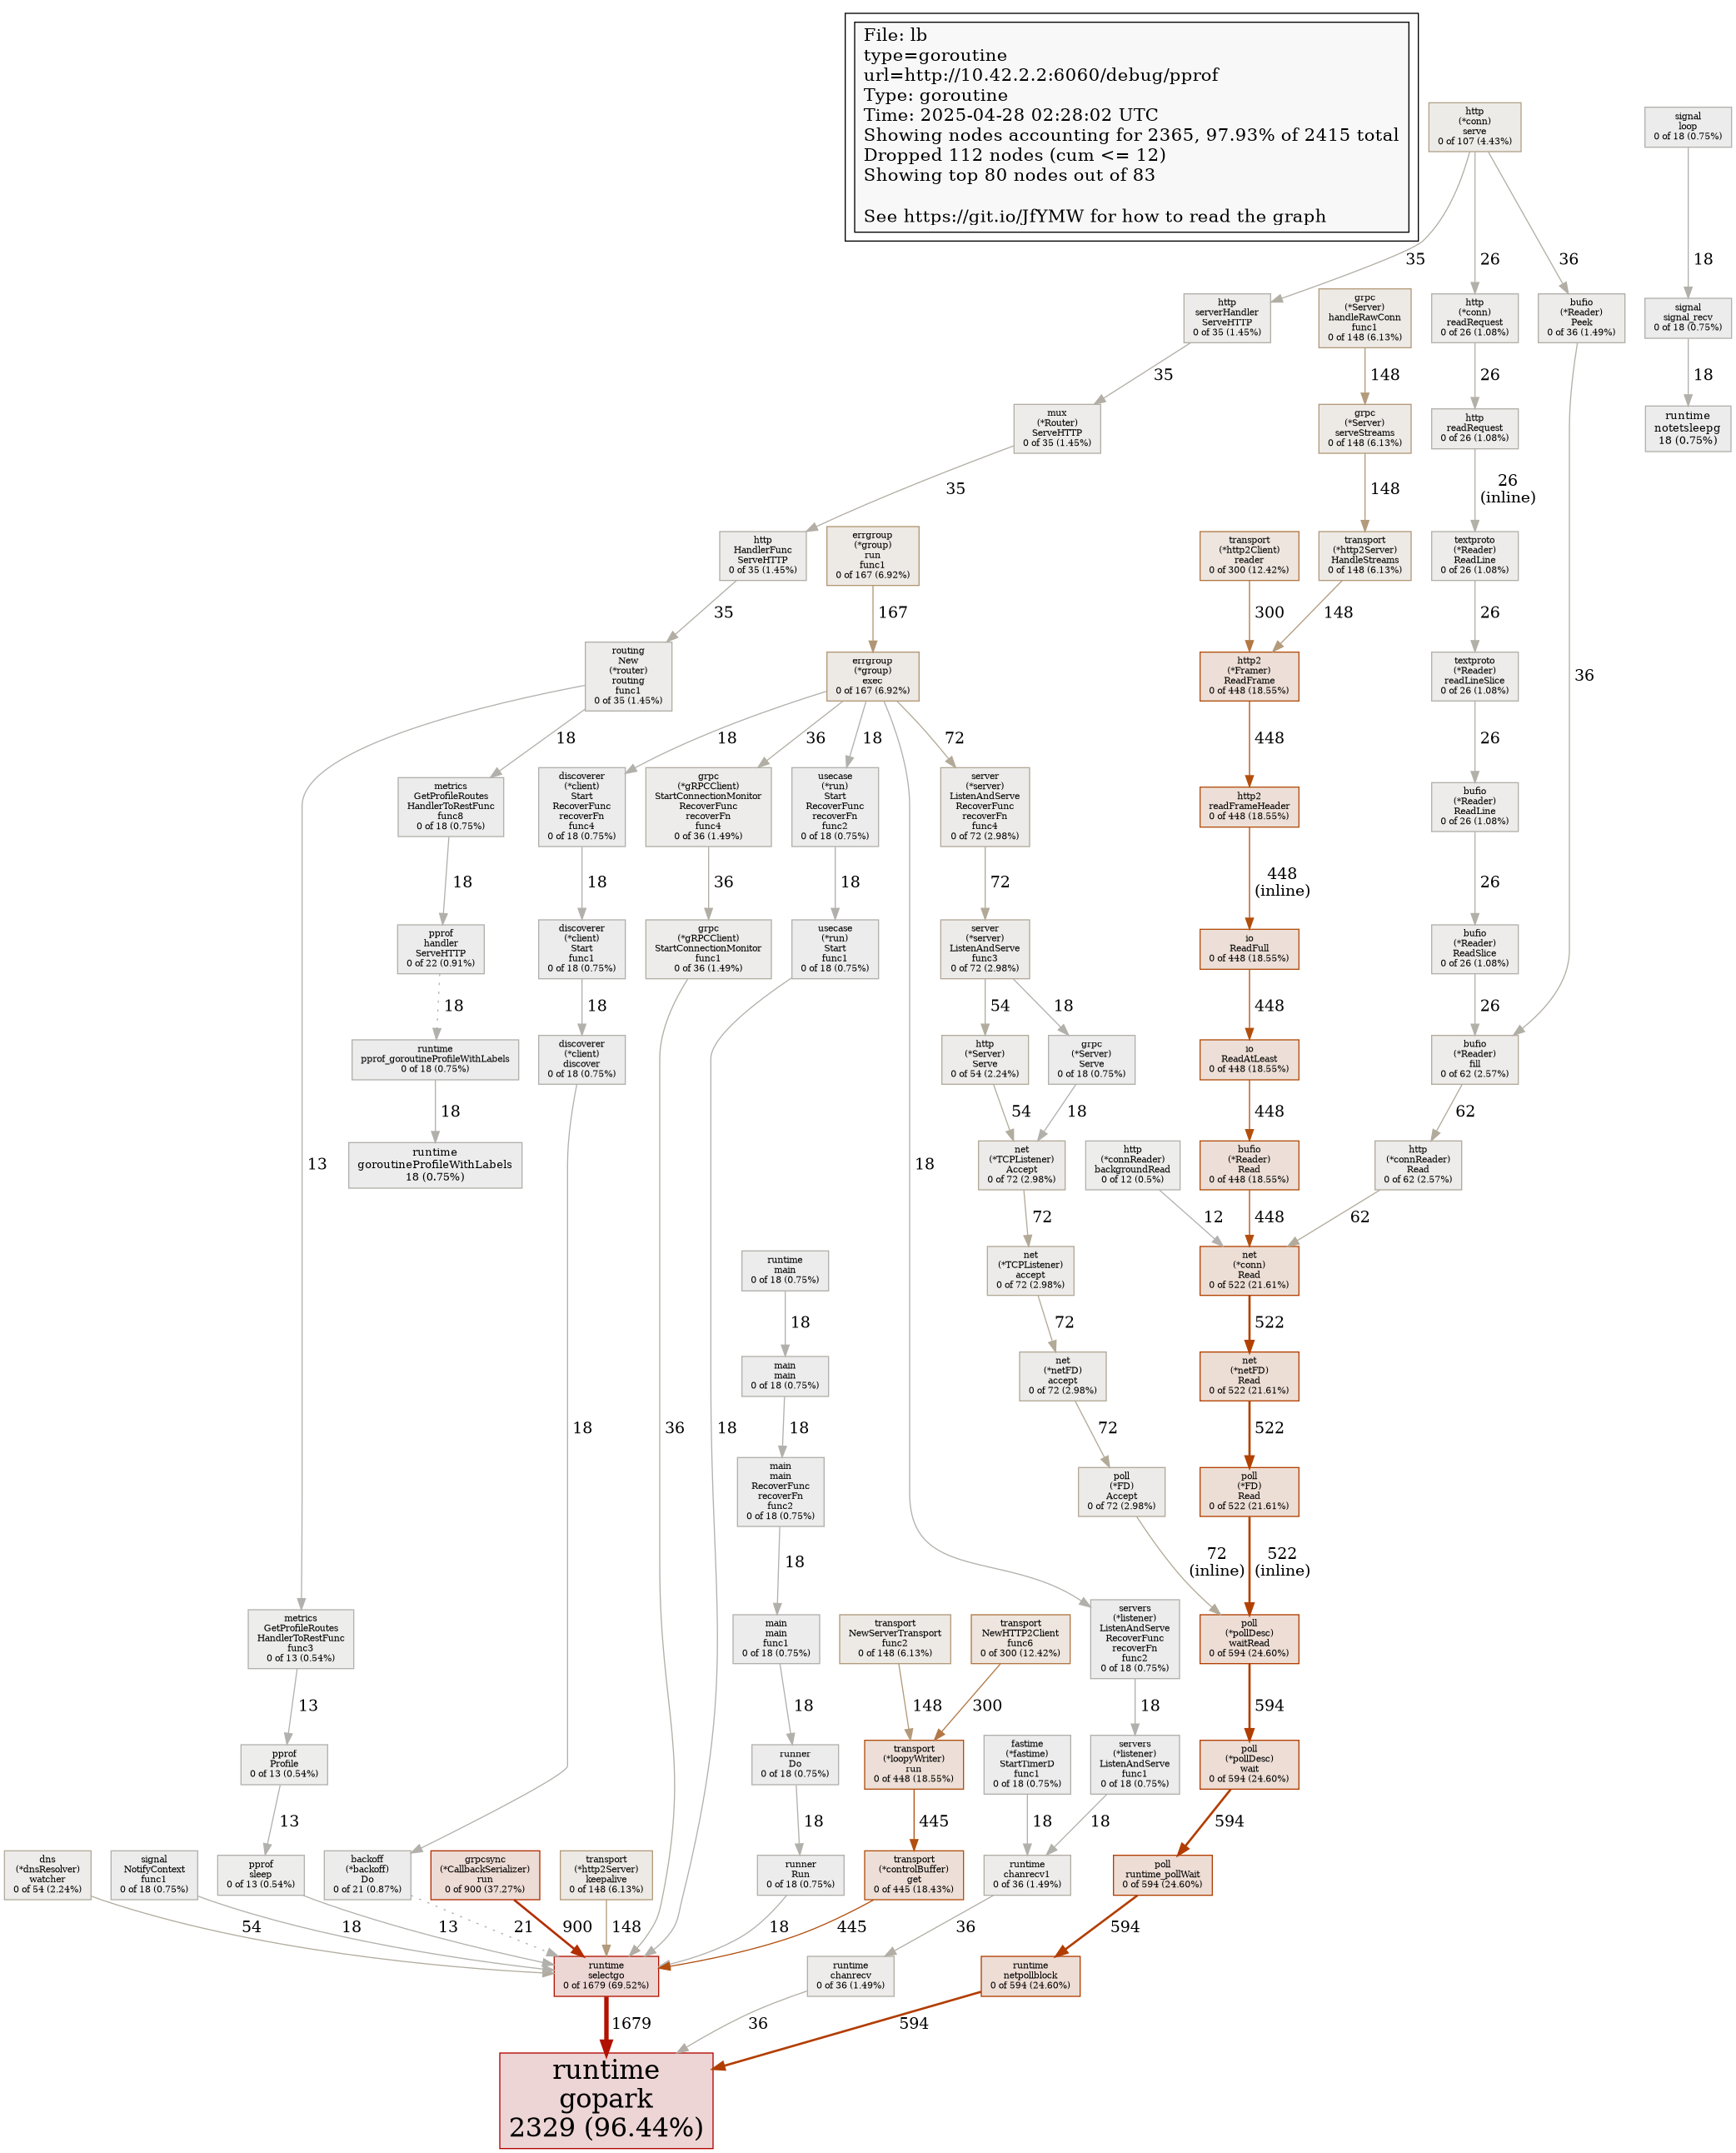 File: lb
type=goroutine
url=http://10.42.2.2:6060/debug/pprof
Type: goroutine
Time: 2025-04-28 02:28:02 UTC
Showing nodes accounting for 2365, 97.93% of 2415 total
Dropped 112 nodes (cum <= 12)
Showing top 80 nodes out of 83
See https://git.io/JfYMW for how to read the graph
http
(*conn)
serve
0 of 107 (4.43%)
signal
loop
0 of 18 (0.75%)
35
26
36
18
http
serverHandler
ServeHTTP
0 of 35 (1.45%)
grpc
(*Server)
handleRawConn
func1
0 of 148 (6.13%)
http
(*conn)
readRequest
0 of 26 (1.08%)
bufio
(*Reader)
Peek
0 of 36 (1.49%)
signal
signal_recv
0 of 18 (0.75%)
35
148
26
18
mux
(*Router)
ServeHTTP
0 of 35 (1.45%)
grpc
(*Server)
serveStreams
0 of 148 (6.13%)
http
readRequest
0 of 26 (1.08%)
runtime
notetsleepg
18 (0.75%)
35
148
26
(inline)
http
HandlerFunc
ServeHTTP
0 of 35 (1.45%)
errgroup
(*group)
run
func1
0 of 167 (6.92%)
transport
(*http2Client)
reader
0 of 300 (12.42%)
transport
(*http2Server)
HandleStreams
0 of 148 (6.13%)
textproto
(*Reader)
ReadLine
0 of 26 (1.08%)
35
167
300
148
26
36
routing
New
(*router)
routing
func1
0 of 35 (1.45%)
errgroup
(*group)
exec
0 of 167 (6.92%)
http2
(*Framer)
ReadFrame
0 of 448 (18.55%)
textproto
(*Reader)
readLineSlice
0 of 26 (1.08%)
18
18
36
18
72
448
26
metrics
GetProfileRoutes
HandlerToRestFunc
func8
0 of 18 (0.75%)
discoverer
(*client)
Start
RecoverFunc
recoverFn
func4
0 of 18 (0.75%)
grpc
(*gRPCClient)
StartConnectionMonitor
RecoverFunc
recoverFn
func4
0 of 36 (1.49%)
usecase
(*run)
Start
RecoverFunc
recoverFn
func2
0 of 18 (0.75%)
server
(*server)
ListenAndServe
RecoverFunc
recoverFn
func4
0 of 72 (2.98%)
http2
readFrameHeader
0 of 448 (18.55%)
bufio
(*Reader)
ReadLine
0 of 26 (1.08%)
18
18
36
18
72
448
(inline)
26
pprof
handler
ServeHTTP
0 of 22 (0.91%)
discoverer
(*client)
Start
func1
0 of 18 (0.75%)
grpc
(*gRPCClient)
StartConnectionMonitor
func1
0 of 36 (1.49%)
usecase
(*run)
Start
func1
0 of 18 (0.75%)
server
(*server)
ListenAndServe
func3
0 of 72 (2.98%)
io
ReadFull
0 of 448 (18.55%)
bufio
(*Reader)
ReadSlice
0 of 26 (1.08%)
18
18
54
18
448
26
runtime
pprof_goroutineProfileWithLabels
0 of 18 (0.75%)
discoverer
(*client)
discover
0 of 18 (0.75%)
http
(*Server)
Serve
0 of 54 (2.24%)
grpc
(*Server)
Serve
0 of 18 (0.75%)
io
ReadAtLeast
0 of 448 (18.55%)
bufio
(*Reader)
fill
0 of 62 (2.57%)
18
54
18
448
62
13
runtime
goroutineProfileWithLabels
18 (0.75%)
18
net
(*TCPListener)
Accept
0 of 72 (2.98%)
http
(*connReader)
backgroundRead
0 of 12 (0.5%)
bufio
(*Reader)
Read
0 of 448 (18.55%)
http
(*connReader)
Read
0 of 62 (2.57%)
72
12
448
62
runtime
main
0 of 18 (0.75%)
net
(*TCPListener)
accept
0 of 72 (2.98%)
net
(*conn)
Read
0 of 522 (21.61%)
18
72
522
main
main
0 of 18 (0.75%)
net
(*netFD)
accept
0 of 72 (2.98%)
net
(*netFD)
Read
0 of 522 (21.61%)
18
36
18
18
72
522
main
main
RecoverFunc
recoverFn
func2
0 of 18 (0.75%)
poll
(*FD)
Accept
0 of 72 (2.98%)
poll
(*FD)
Read
0 of 522 (21.61%)
18
72
(inline)
522
(inline)
metrics
GetProfileRoutes
HandlerToRestFunc
func3
0 of 13 (0.54%)
main
main
func1
0 of 18 (0.75%)
transport
NewServerTransport
func2
0 of 148 (6.13%)
transport
NewHTTP2Client
func6
0 of 300 (12.42%)
servers
(*listener)
ListenAndServe
RecoverFunc
recoverFn
func2
0 of 18 (0.75%)
poll
(*pollDesc)
waitRead
0 of 594 (24.60%)
13
18
148
300
18
594
pprof
Profile
0 of 13 (0.54%)
runner
Do
0 of 18 (0.75%)
transport
(*loopyWriter)
run
0 of 448 (18.55%)
fastime
(*fastime)
StartTimerD
func1
0 of 18 (0.75%)
servers
(*listener)
ListenAndServe
func1
0 of 18 (0.75%)
poll
(*pollDesc)
wait
0 of 594 (24.60%)
13
18
445
18
18
594
dns
(*dnsResolver)
watcher
0 of 54 (2.24%)
signal
NotifyContext
func1
0 of 18 (0.75%)
pprof
sleep
0 of 13 (0.54%)
backoff
(*backoff)
Do
0 of 21 (0.87%)
grpcsync
(*CallbackSerializer)
run
0 of 900 (37.27%)
transport
(*http2Server)
keepalive
0 of 148 (6.13%)
runner
Run
0 of 18 (0.75%)
transport
(*controlBuffer)
get
0 of 445 (18.43%)
runtime
chanrecv1
0 of 36 (1.49%)
poll
runtime_pollWait
0 of 594 (24.60%)
54
18
13
21
900
148
18
445
36
594
runtime
selectgo
0 of 1679 (69.52%)
runtime
chanrecv
0 of 36 (1.49%)
runtime
netpollblock
0 of 594 (24.60%)
1679
36
594
runtime
gopark
2329 (96.44%)